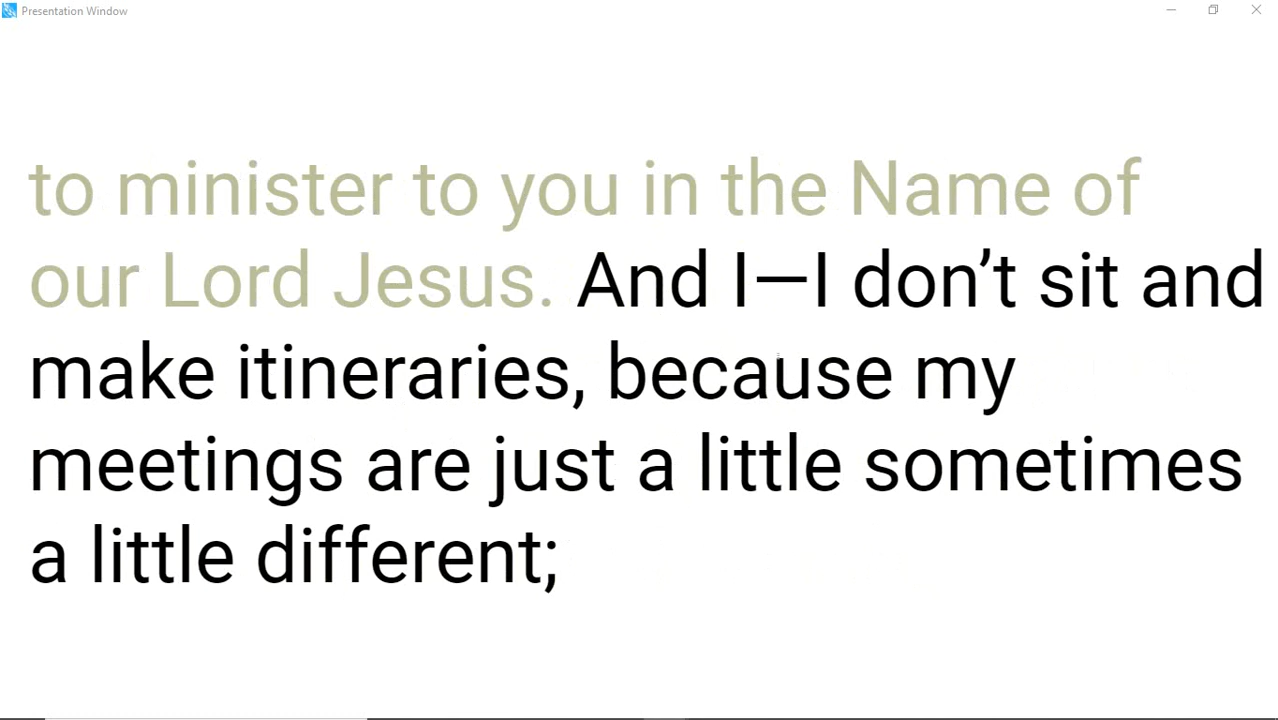 Presentation Window
to minister to you in the Name of
our Lord Jesus. And I—I don’t sit and
make itineraries, because my
meetings are just a little sometimes
a little different;